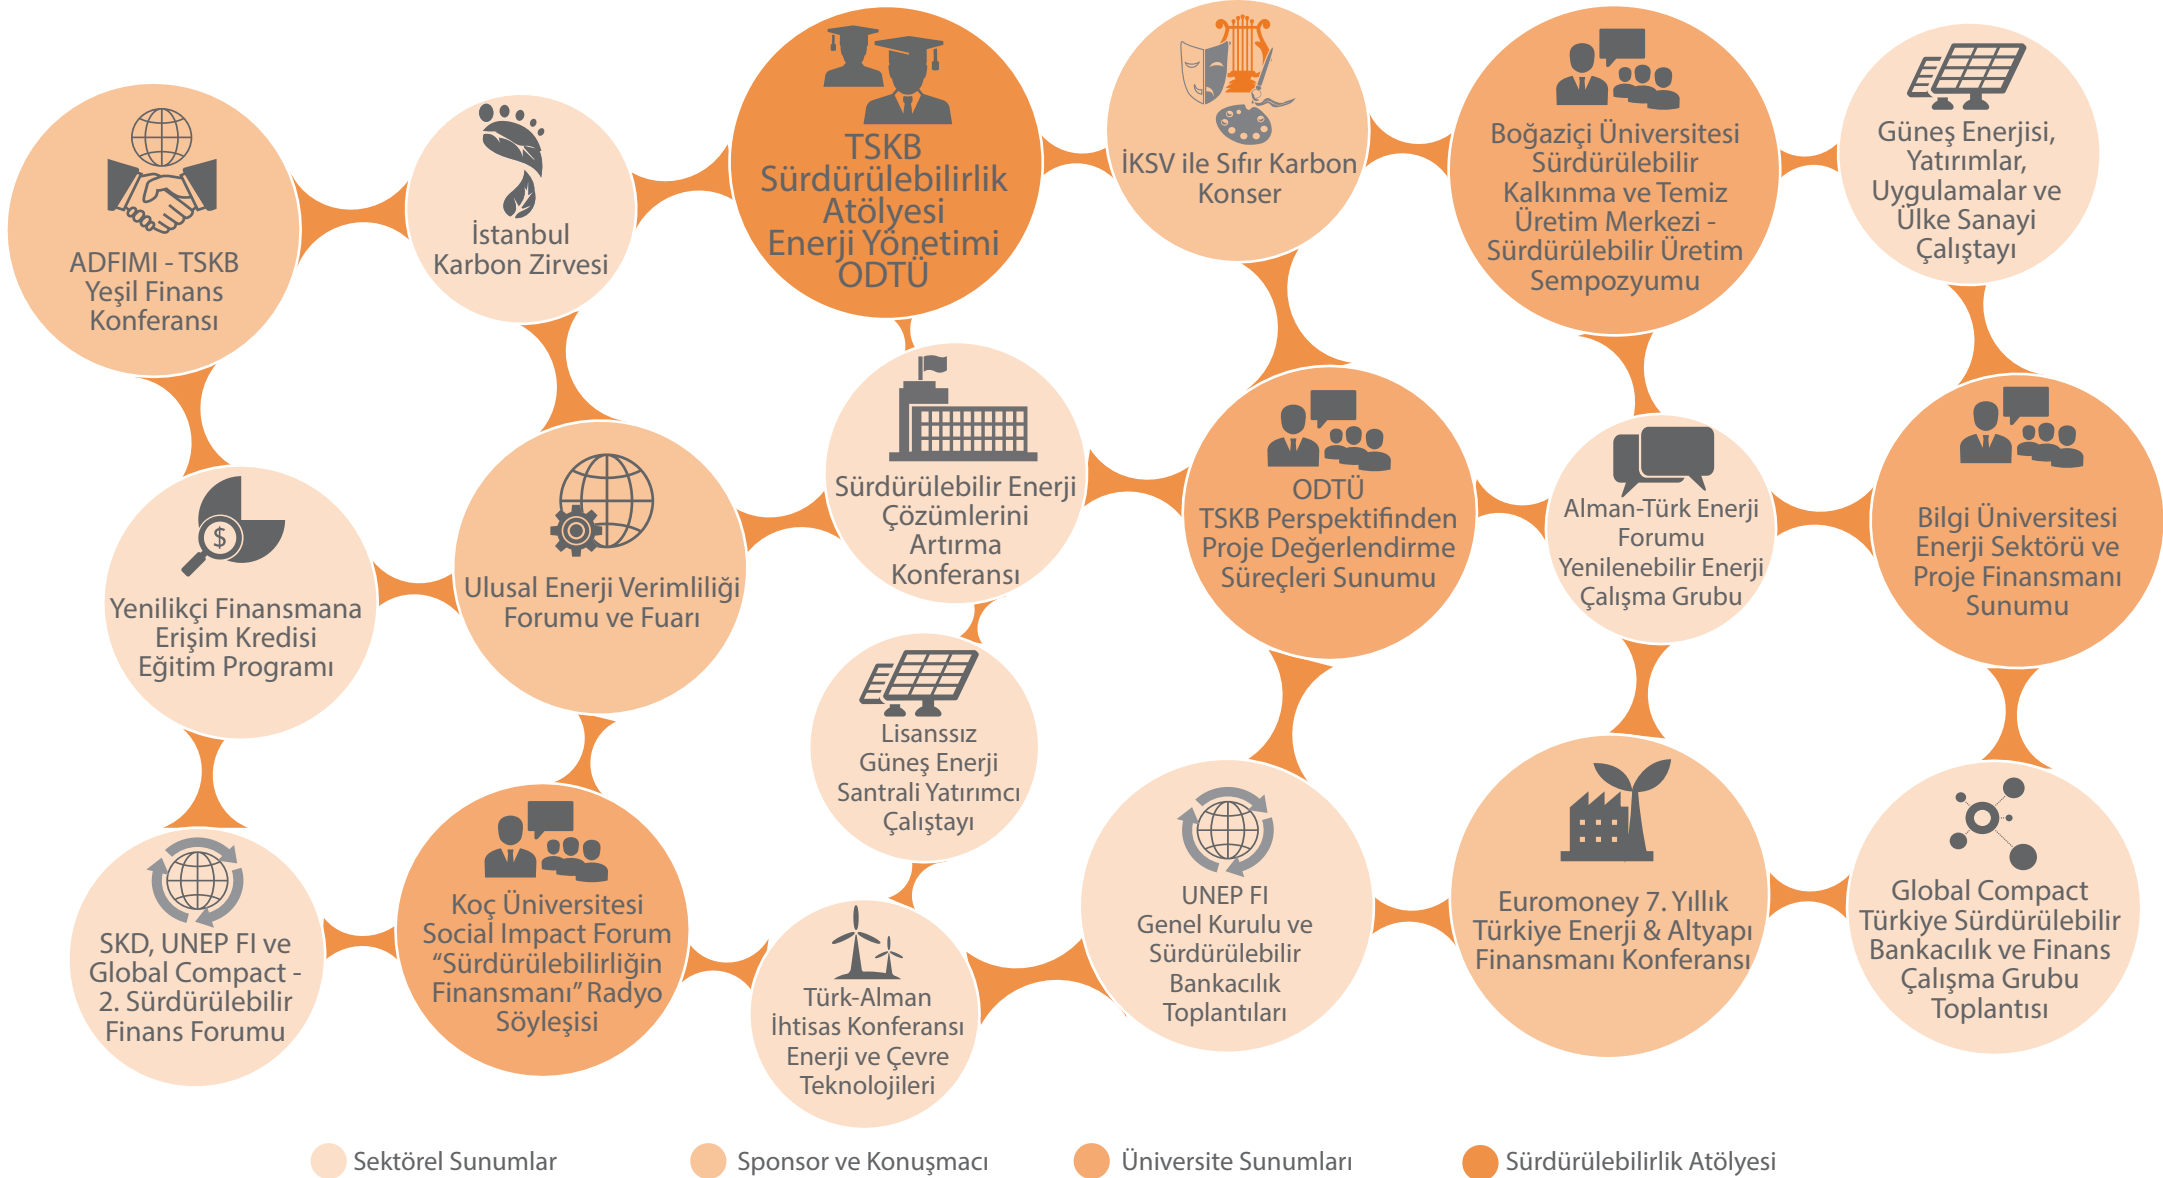 ADFIMI - TSKB
Yeşil Finans
Konferansı
İstanbul
Karbon Zirvesi
TSKB
Sürdürülebilirlik
Atölyesi
Enerji Yönetimi
ODTÜ
İKSV ile Sıfır Karbon
Konser
Boğaziçi Üniversitesi
Sürdürülebilir
Kalkınma ve Temiz
Üretim Merkezi -
Sürdürülebilir Üretim
Sempozyumu
Güneş Enerjisi,
Yatırımlar,
Uygulamalar ve
Ülke Sanayi
Çalıştayı
$
Yenilikçi Finansmana
Erişim Kredisi
Eğitim Programı
Ulusal Enerji Verimliliği
Forumu ve Fuarı
Sürdürülebilir Enerji
Çözümlerini
Artırma
Konferansı
ODTÜ
TSKB Perspektifinden
Proje Değerlendirme
Süreçleri Sunumu
Alman-Türk Enerji
Forumu
Yenilenebilir Enerji
Çalışma Grubu
Bilgi Üniversitesi
Enerji Sektörü ve
Proje Finansmanı
Sunumu
Lisanssız
Güneş Enerji
Santrali Yatırımcı
Çalıştayı
SKD, UNEP FI ve
Global Compact -
2. Sürdürülebilir
Finans Forumu
Koç Üniversitesi
Social Impact Forum
“Sürdürülebilirliğin
Finansmanı” Radyo
Söyleşisi
Türk-Alman
İhtisas Konferansı
Enerji ve Çevre
Teknolojileri
UNEP FI
Genel Kurulu ve
Sürdürülebilir
Bankacılık
Toplantıları
Euromoney 7. Yıllık
Türkiye Enerji & Altyapı
Finansmanı Konferansı
Global Compact
Türkiye Sürdürülebilir
Bankacılık ve Finans
Çalışma Grubu
Toplantısı
Sektörel Sunumlar
Sponsor ve Konuşmacı
Üniversite Sunumları
Sürdürülebilirlik Atölyesi